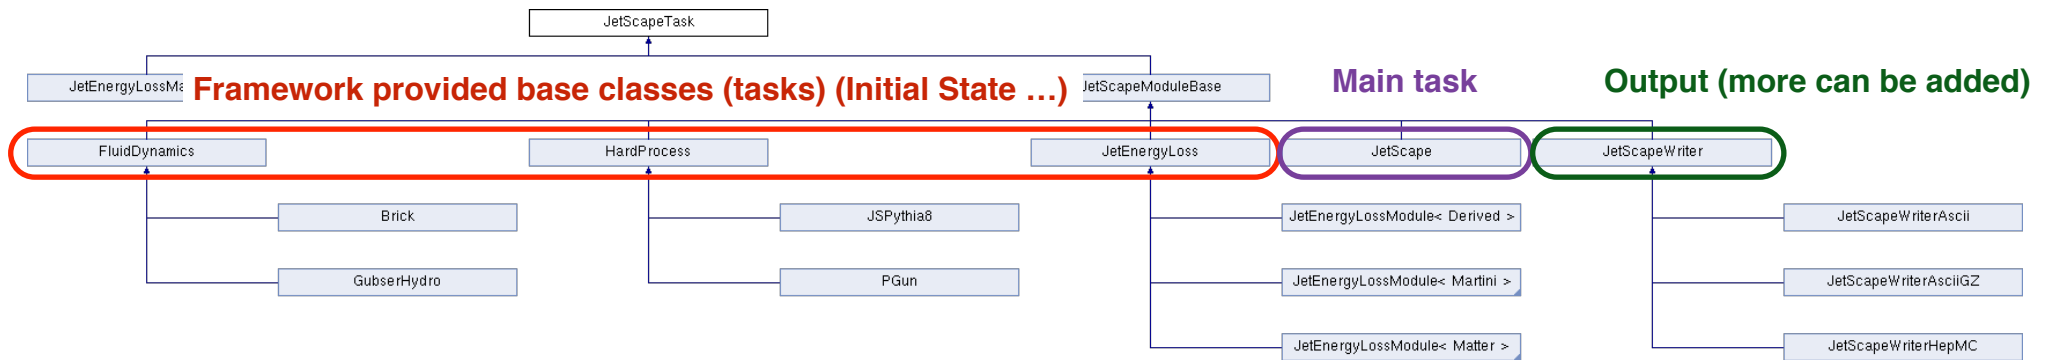 JetScapeTask
JetEnergyLossMa
Framework provided base classes (tasks) (Initial State …)
JetScapeModuleBase
Main task
Output (more can be added)
FluidDynamics
HardProcess
JetEnergyLoss
JetScape
JetScapeWriter
Brick
JSPythia8
JetEnergyLossModule< Derived >
JetScapeWriterAscii
GubserHydro
PGun
JetEnergyLossModule< Martini >
JetScapeWriterAsciiGZ
JetEnergyLossModule< Matter >
JetScapeWriterHepMC